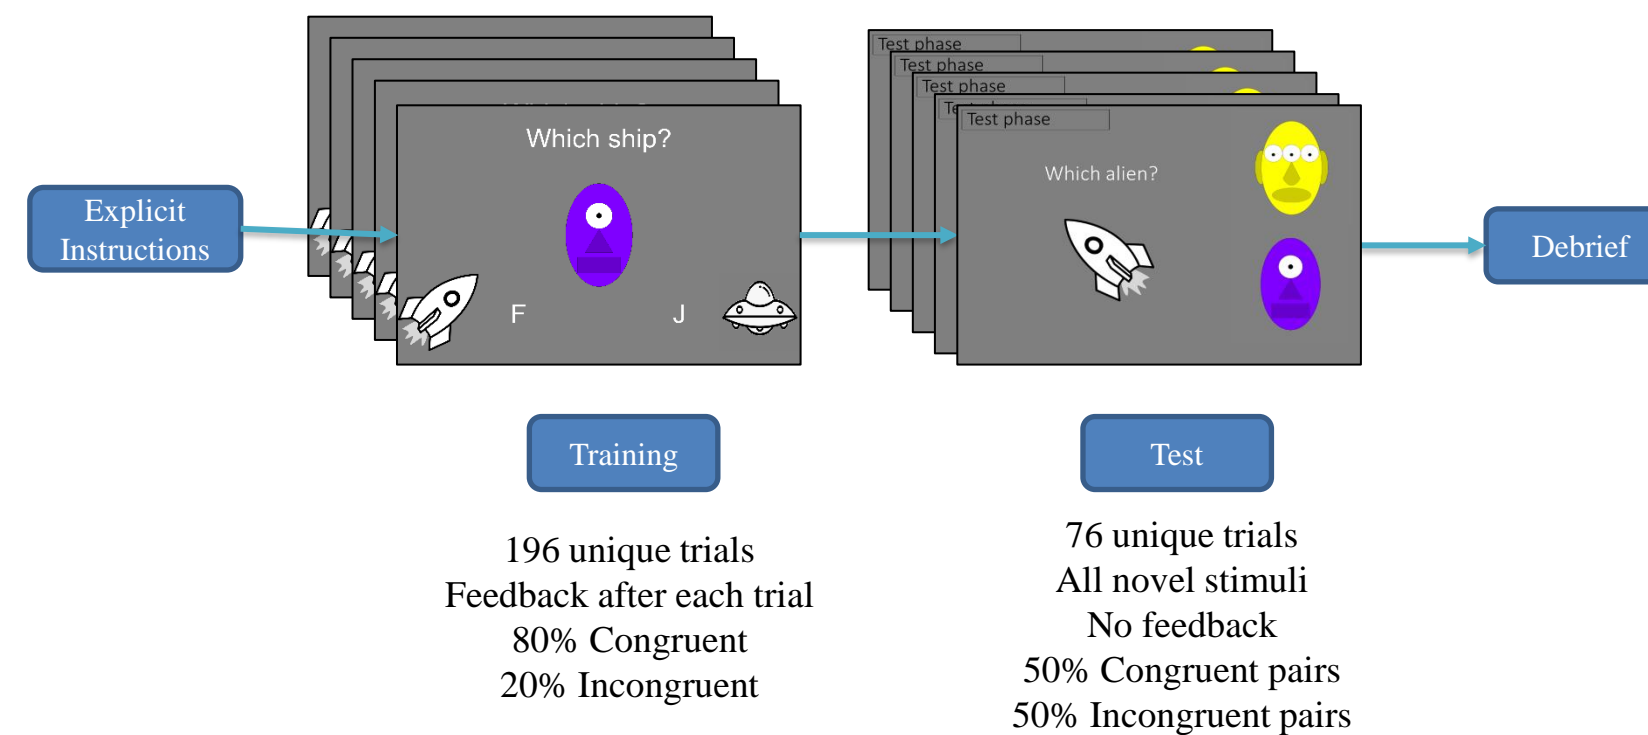 Explicit
Instructions
Which ship?
F
J
Test phase
Test phase
Test phase
Test phase
Which alien?
Debrief
Training
196 unique trials
Feedback after each trial
80% Congruent
20% Incongruent
Test
76 unique trials
All novel stimuli
No feedback
50% Congruent pairs
50% Incongruent pairs